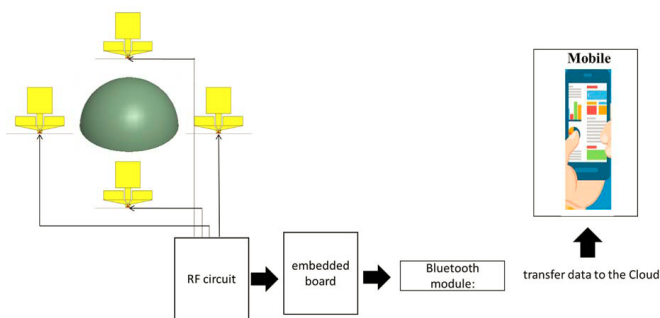 Mobile
RF circuit
embedded
board
Bluetooth
module:
transfer data to the Cloud